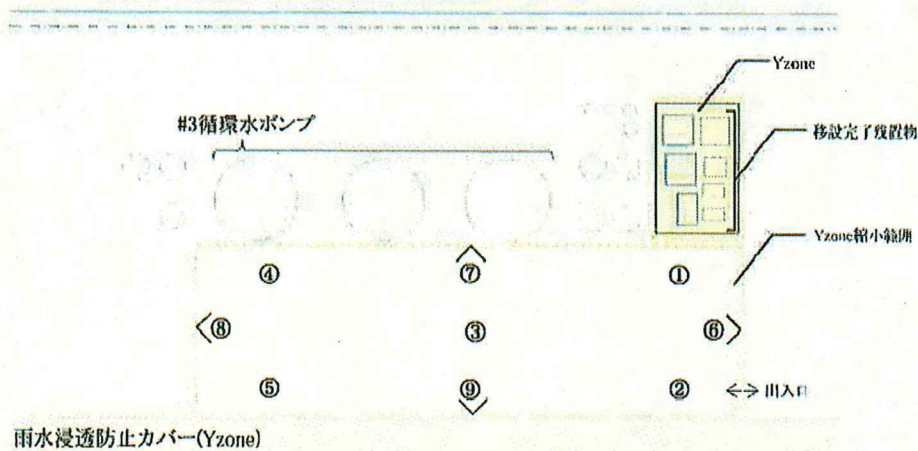 Yzone
#3循環水ポンプ
移設完了残置物
Yzone縮小範囲
④
⑦
①
⑧
③
⑥
⑤
⑨
②
出入口
雨水浸透防止カバー(Yzone)